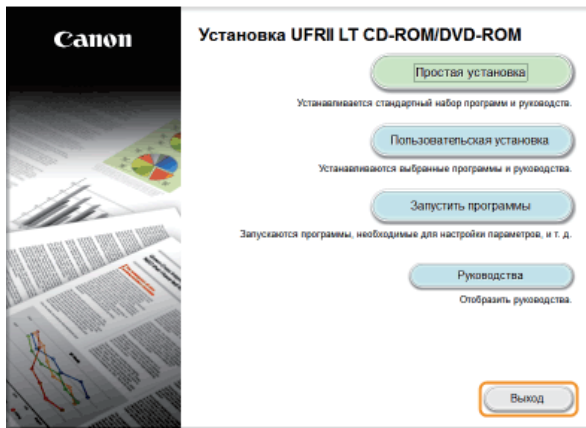 Canon
Установка UFRII LT CD-ROM/DVD-ROM
Простая установка
Устанавливается стандартный набор программ и руководств.
Пользовательская установка
Устанавливаются выбранные программы и руководства.
Запустить программы
Запускаются программы, необходимые для настройки параметров, и т. д.
Руководства
Отобразить руководства.
Выход